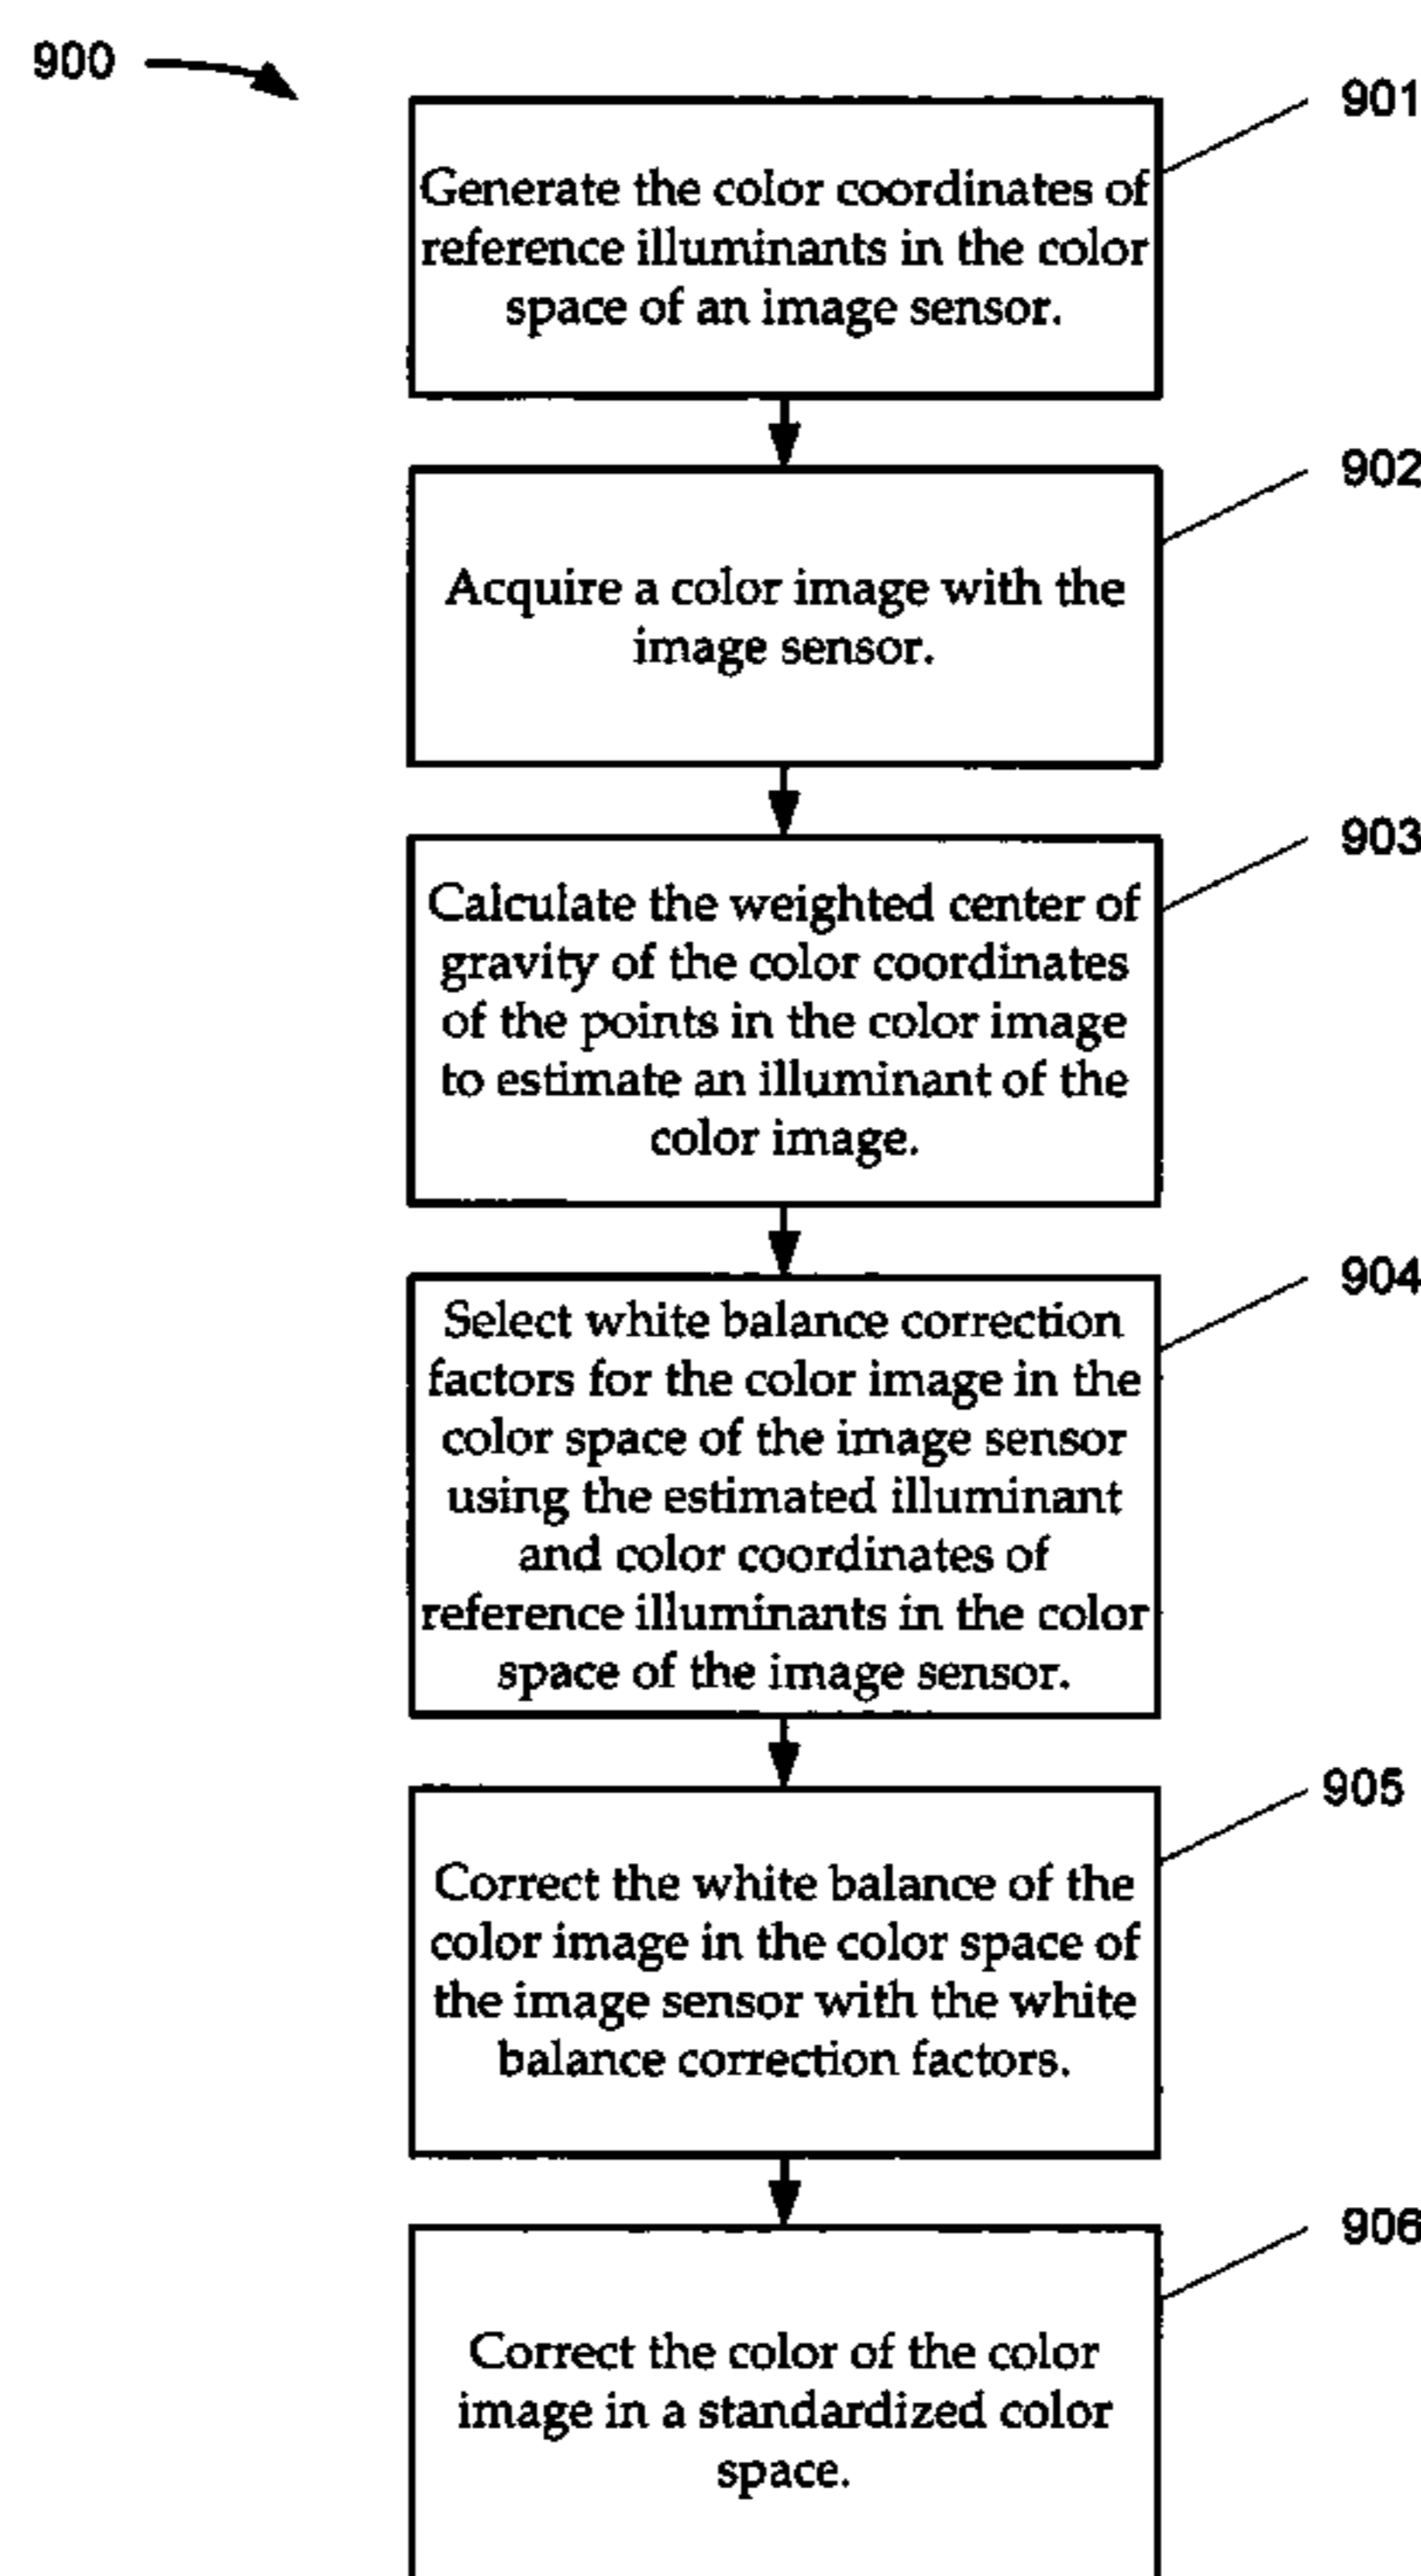 900
901
Generate the color coordinates of
reference illuminants in the color
space of an image sensor.
902
Acquire a color image with the
image sensor.
903
Calculate the weighted center of
gravity of the color coordinates
of the points in the color image
to estimate an illuminant of the
color image.
904
Select white balance correction
factors for the color image in the
color space of the image sensor
using the estimated illuminant
and color coordinates of
reference illuminants in the color
space of the image sensor.
905
Correct the white balance of the
color image in the color space of
the image sensor with the white
balance correction factors.
906
Correct the color of the color
image in a standardized color
space.